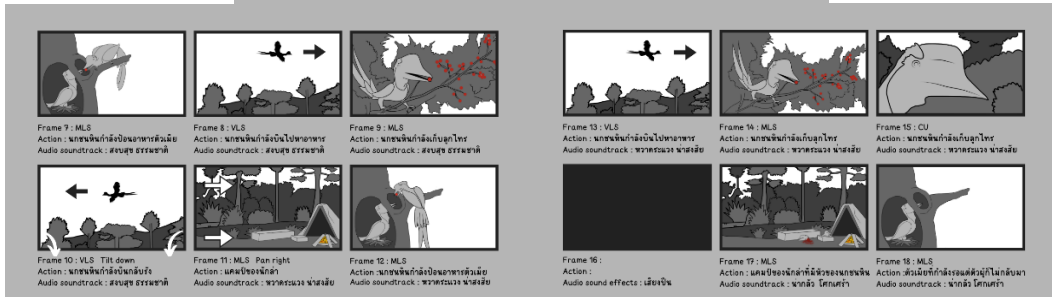 Frame 7 : MLS
Action : นกชนหินกำลังป้อนอาหารตัวเมีย
Audio soundtrack : สงบสุข ธรรมชาติ
Frame 8 : VLS
Action : นกชนหินกำลังบินไปหาอาหาร
Audio soundtrack : สงบสุข ธรรมชาติ
Frame 9 : MLS
Action : นกชนหินกำลังเก็บลูกไทร
Audio soundtrack : สงบสุข ธรรมชาติ
Frame 10 : VLS Tilt down
Action : นกชนหินกำลังบินกลับรัง
Audio soundtrack : สงบสุข ธรรมชาติ
Frame 11 : MLS Pan right
Action : แคมป์ของนักล่า
Audio soundtrack : หวาดระแวง น่าสงสัย
Frame 12 : MLS
Action :นกชนหินกำลังป้อนอาหารตัวเมีย
Audio soundtrack : หวาดระแวง น่าสงสัย
Frame 13 : VLS
Action : นกชนหินกำลังบินไปหาอาหาร
Audio soundtrack : หวาดระแวง น่าสงสัย
Frame 14 : MLS
Action : นกชนหินกำลังเก็บลูกไทร
Audio soundtrack : หวาดระแวง น่าสงสัย
Frame 15 : CU
Action : นกชนหินกำลังเก็บลูกไทร
Audio soundtrack : หวาดระแวง น่าสงสัย
Frame 16 :
Action :
Audio sound effects : เสียงปืน
Frame 17 : MLS
Action : แคมป์ของนักล่าที่มีหัวของนกชนหิน
Audio soundtrack : น่ากลัว โศกเศร้า
Frame 18 : MLS
Action :ตัวเมียที่กำลังรอแต่ตัวผู้ก็ไม่กลับมา
Audio soundtrack : น่ากลัว โศกเศร้า